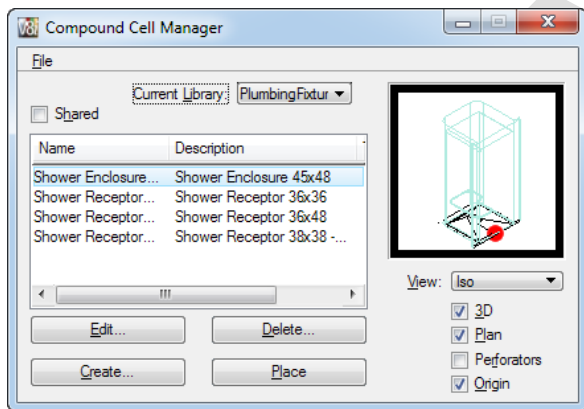 V8i Compound Cell Manager
File
Current Library: PlumbingFixtur
Shared
Name Description
Shower Enclosure... Shower Enclosure 45x48
Shower Receptor... Shower Receptor 36x36
Shower Receptor... Shower Receptor 36x48
Shower Receptor... Shower Receptor 38x38 -...
View: Iso
Edit... Delete...
Create... Place
3D
Plan
Perforators
Origin